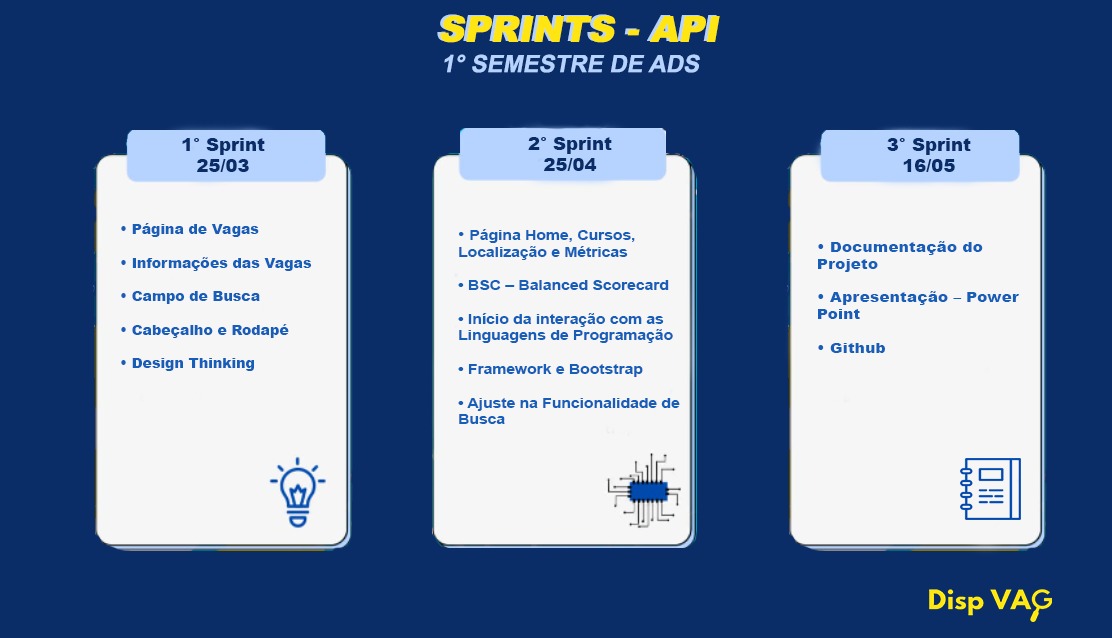 SPRINTS - API
1° SEMESTRE DE ADS
1° Sprint
25/03
• Página de Vagas
• Informações das Vagas
• Campo de Busca
• Cabeçalho e Rodapé
• Design Thinking
2° Sprint
25/04
• Página Home, Cursos,
Localização e Métricas
• BSC – Balanced Scorecard
• Início da interação com as
Linguagens de Programação
• Framework e Bootstrap
• Ajuste na Funcionalidade de
Busca
3° Sprint
16/05
• Documentação do
Projeto
• Apresentação – Power
Point
• Github
Disp VAG